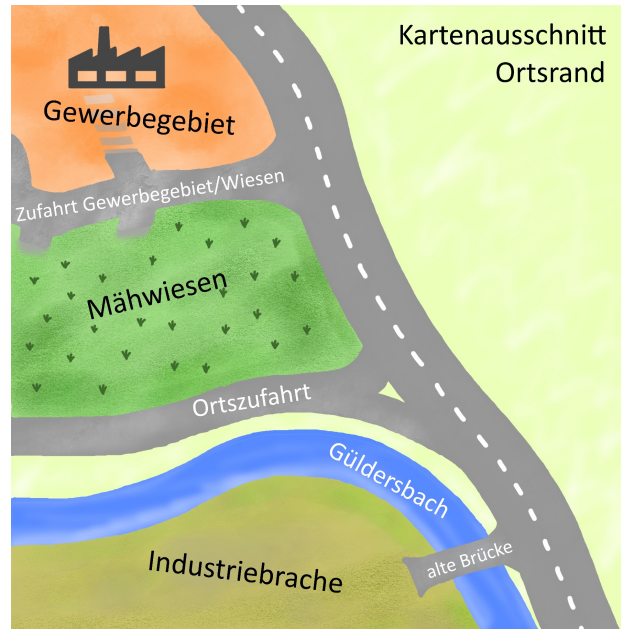 Kartenausschnitt
Ortsrand
Gewerbegebiet
Zufahrt Gewerbegebiet/Wiesen
Mähwiesen
Ortszufahrt
Güldersbach
alte Brücke
Industriebrache